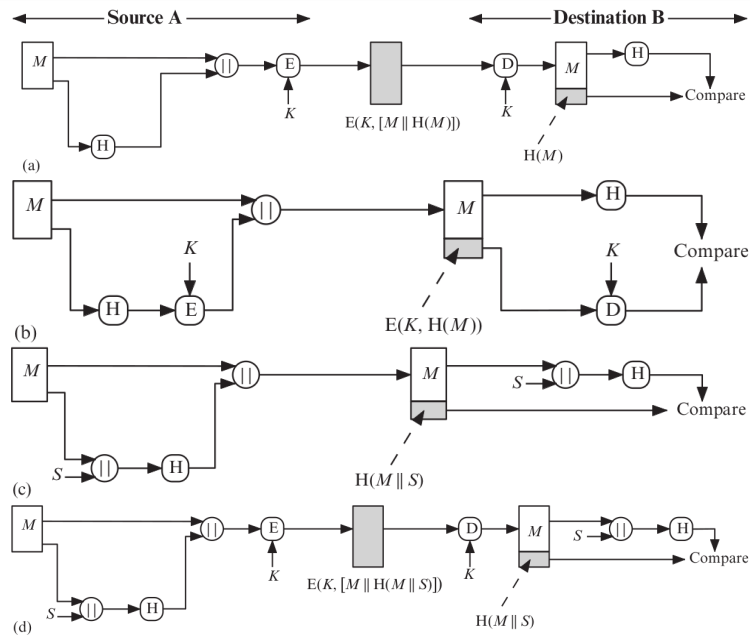 Source A
Destination B
M
||
E
K
H
E(K, [M || H(M)])
D
K
M
H
Compare
H(M)
(a)
M
||
K
H
E
M
H
K
D
Compare
E(K, H(M))
(b)
M
||
S
||
H
M
S
||
H
Compare
H(M || S)
(c)
M
||
E
K
S
||
H
E(K, [M || H(M || S)])
D
K
M
S
||
H
Compare
H(M || S)
(d)